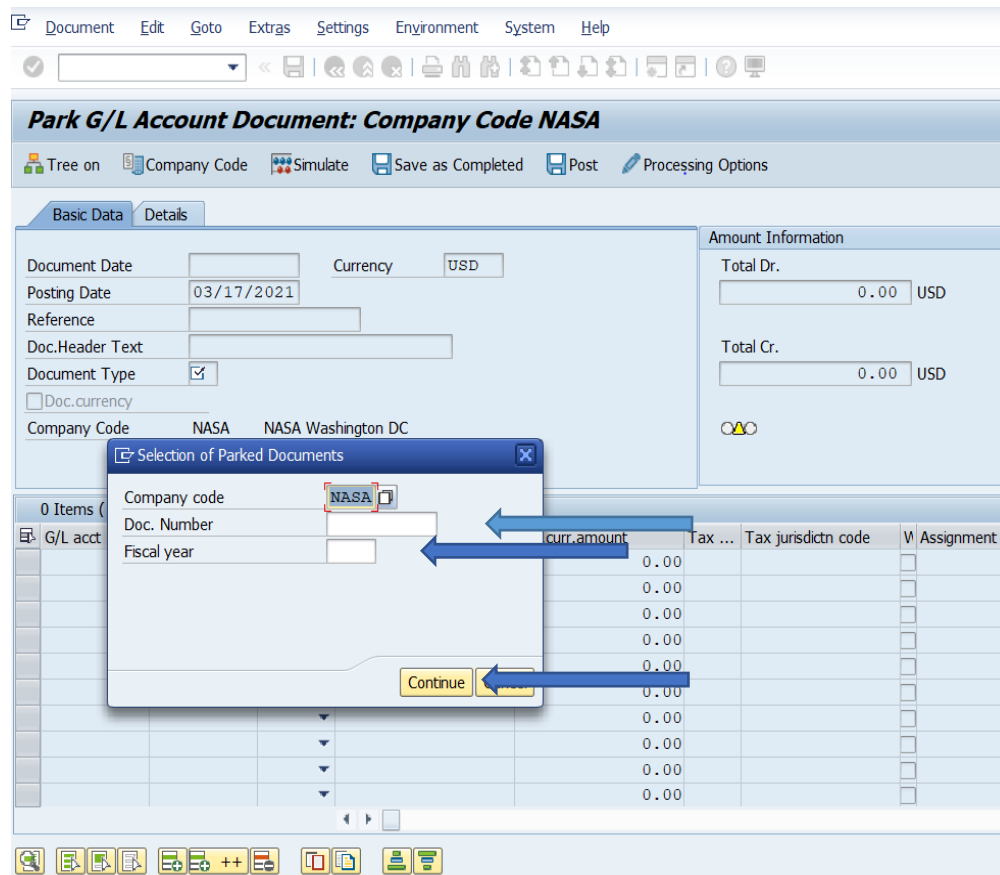 Document Edit Goto Extras Settings Environment System Help
Park G/L Account Document: Company Code NASA
Tree on Company Code Simulate Save as Completed Post Processing Options
Basic Data Details
Amount Information
Document Date Currency USD
Total Dr.
Posting Date 03/17/2021
0.00 USD
Reference
Doc.Header Text
Total Cr.
Document Type
0.00 USD
Doc.currency
Company Code NASA NASA Washington DC
Selection of Parked Documents
Company code NASA
Doc. Number
Fiscal year
Continue
0 Items (
G/L acct curr.amount Tax ... Tax jurisdictn code V Assignment
0.00
0.00
0.00
0.00
0.00
0.00
0.00
0.00
0.00
0.00
++